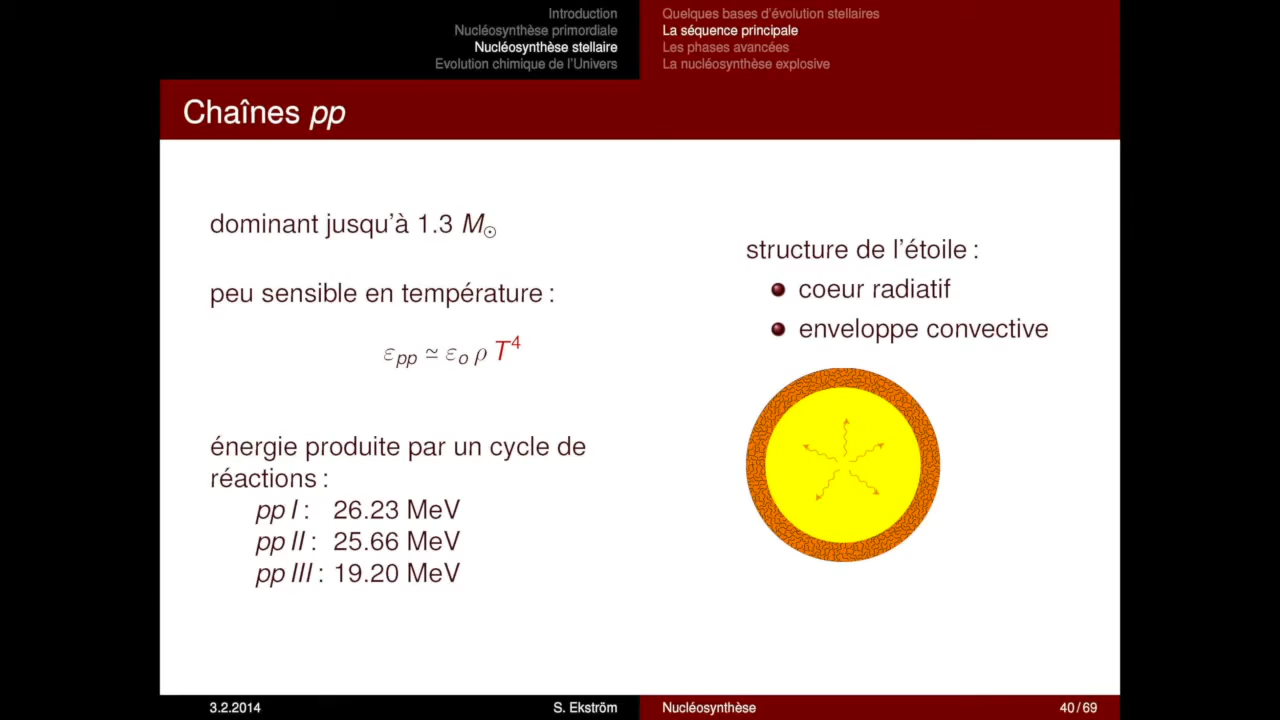 Introduction
Nucléosynthèse primordiale
Nucléosynthèse stellaire
Evolution chimique de l'Univers
Quelques bases d'évolution stellaires
La séquence principale
Les phases avancées
La nucléosynthèse explosive
Chaînes pp
dominant jusqu'à 1.3 M☉
peu sensible en température :
εpp ≃ εo ρ T⁴
énergie produite par un cycle de
réactions :
pp I : 26.23 MeV
pp II : 25.66 MeV
pp III : 19.20 MeV
structure de l'étoile :
coeur radiatif
enveloppe convective
3.2.2014
S. Ekström
Nucléosynthèse
40 / 69